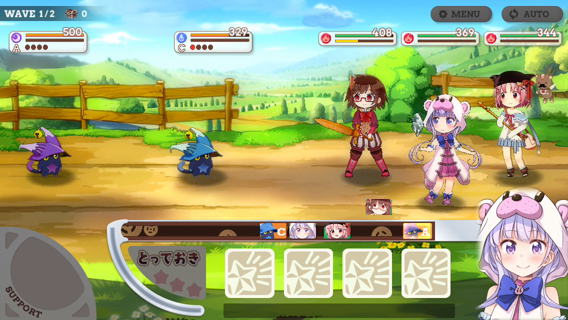 WAVE 1/2 0
MENU
AUTO
500
A
329
C
408
369
344
C
A
とっておき
SUPPORT